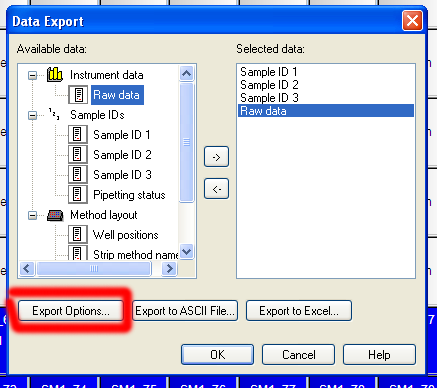 Data Export
Available data:
Selected data:
Instrument data
Raw data
Sample IDs
Sample ID 1
Sample ID 2
Sample ID 3
Pipetting status
Method layout
Well positions
Strip method name
Sample ID 1
Sample ID 2
Sample ID 3
Raw data
->
<-
Export Options...
Export to ASCII File...
Export to Excel...
OK
Cancel
Help